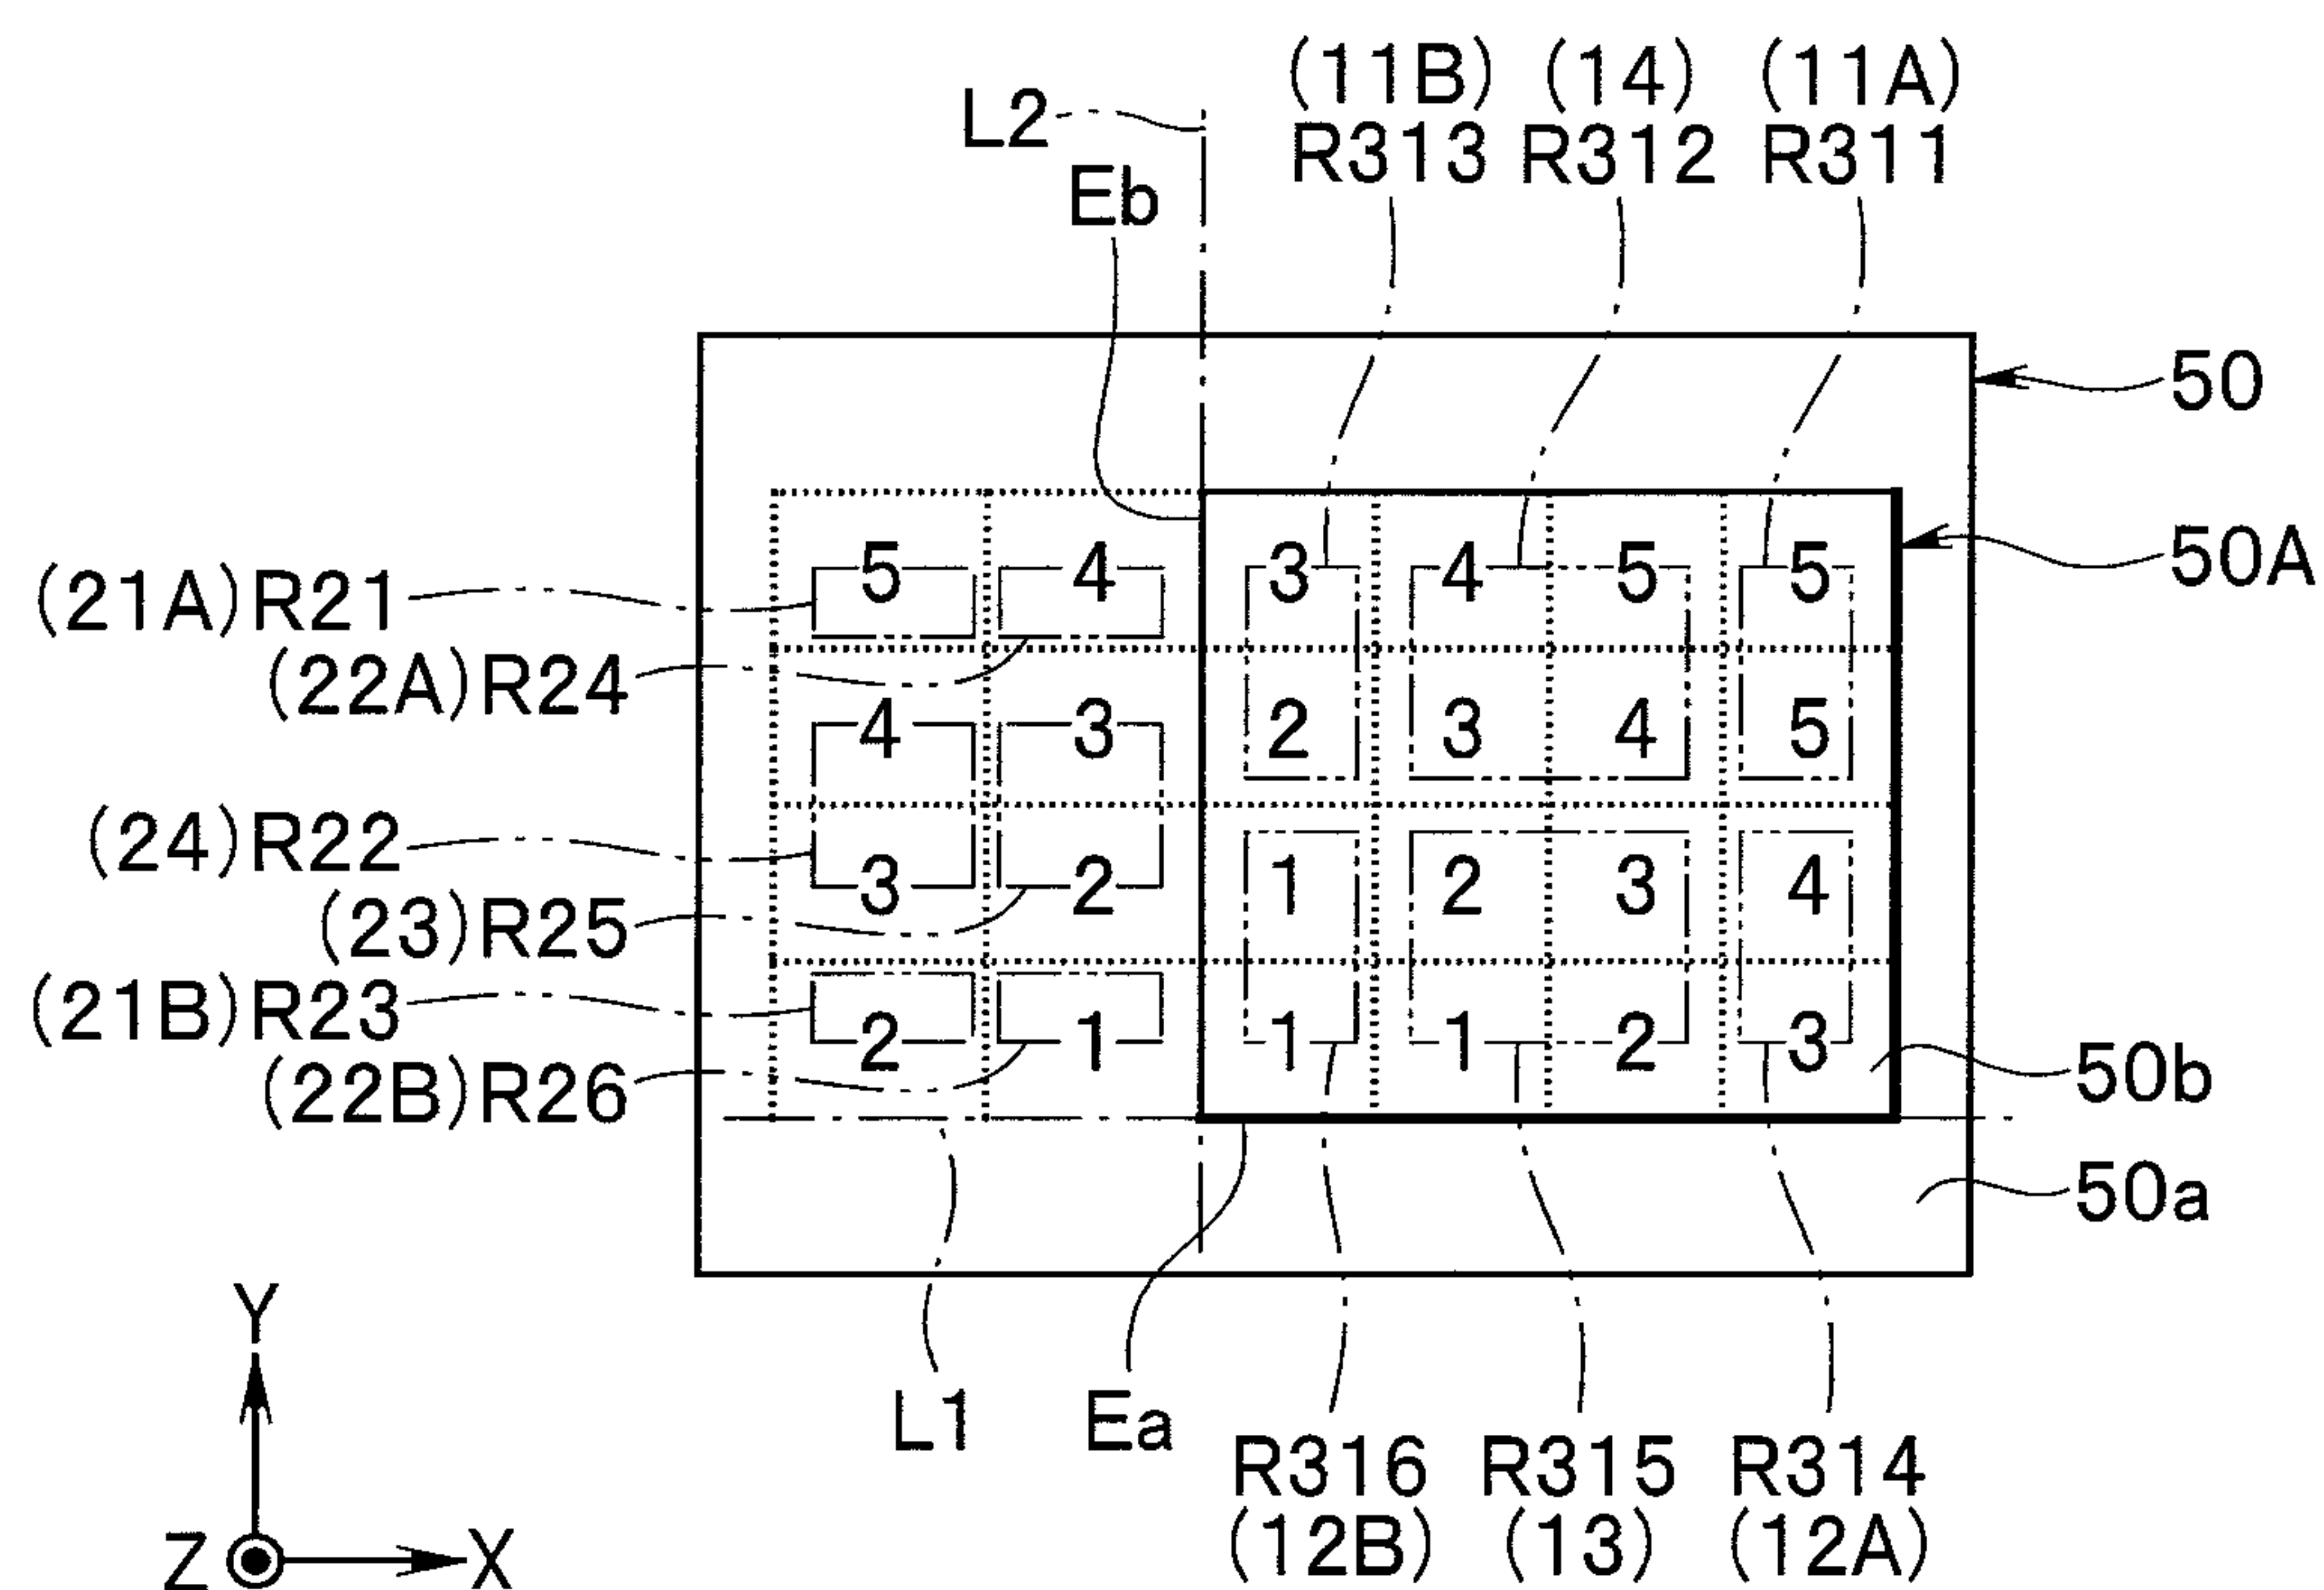 (11B) (14) (11A)
L2 R313 R312 R311
Eb
50
50A
(21A)R21 5 4 3 4 5 5
(22A)R24
4 3 2 3 4 5
(24)R22
3 2 1 2 3 4
(23)R25
(21B)R23
2 1 1 1 2 3
(22B)R26
50b
50a
Y
L1 Ea
R316 R315 R314
(12B) (13) (12A)
Z X